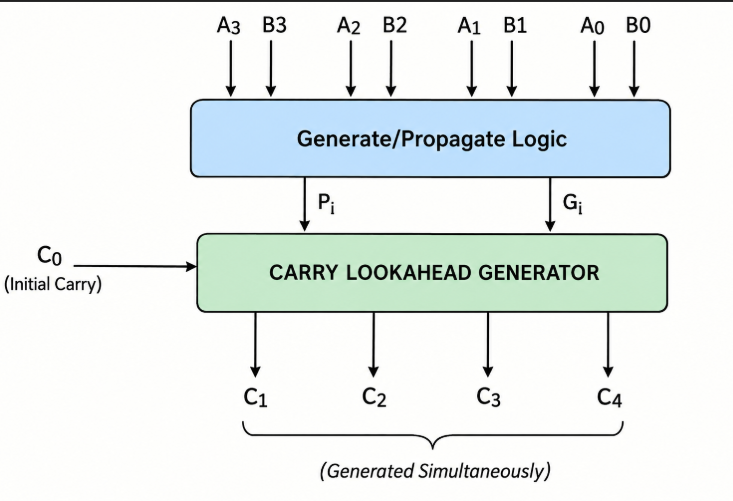 A₃ B3 A₂ B2 A₁ B1 A₀ B0
Generate/Propagate Logic
Pᵢ Gᵢ
C₀
(Initial Carry)
CARRY LOOKAHEAD GENERATOR
C₁ C₂ C₃ C₄
(Generated Simultaneously)